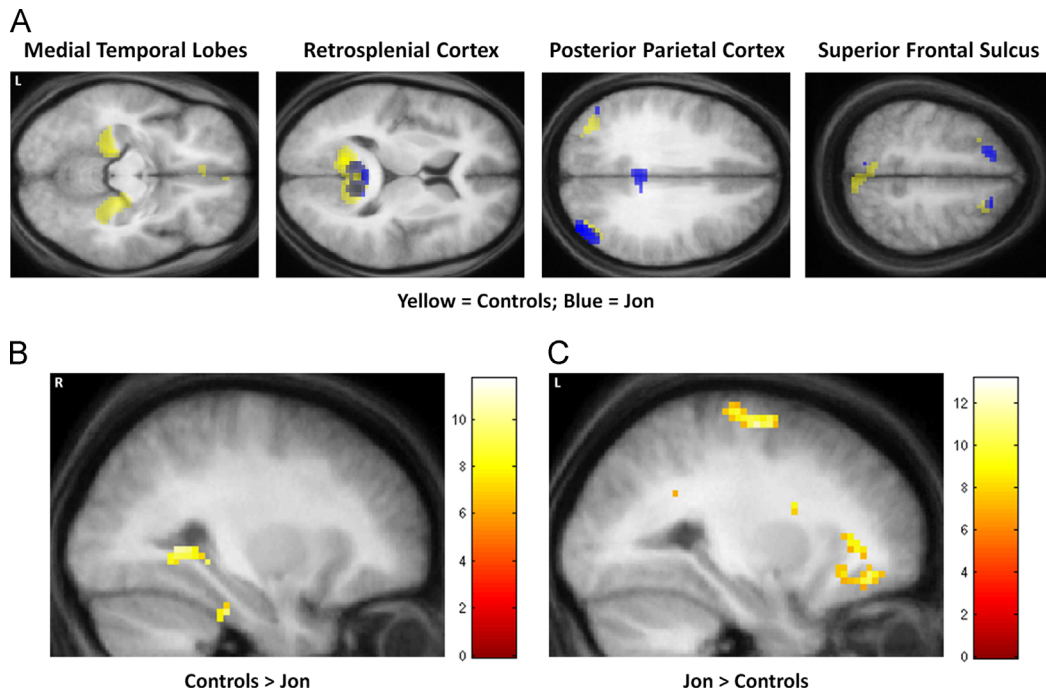 A
Medial Temporal Lobes
Retrosplenial Cortex
Posterior Parietal Cortex
Superior Frontal Sulcus
L
Yellow = Controls; Blue = Jon
B
C
R
10
8
6
4
2
0
L
12
10
8
6
4
2
0
Controls > Jon
Jon > Controls